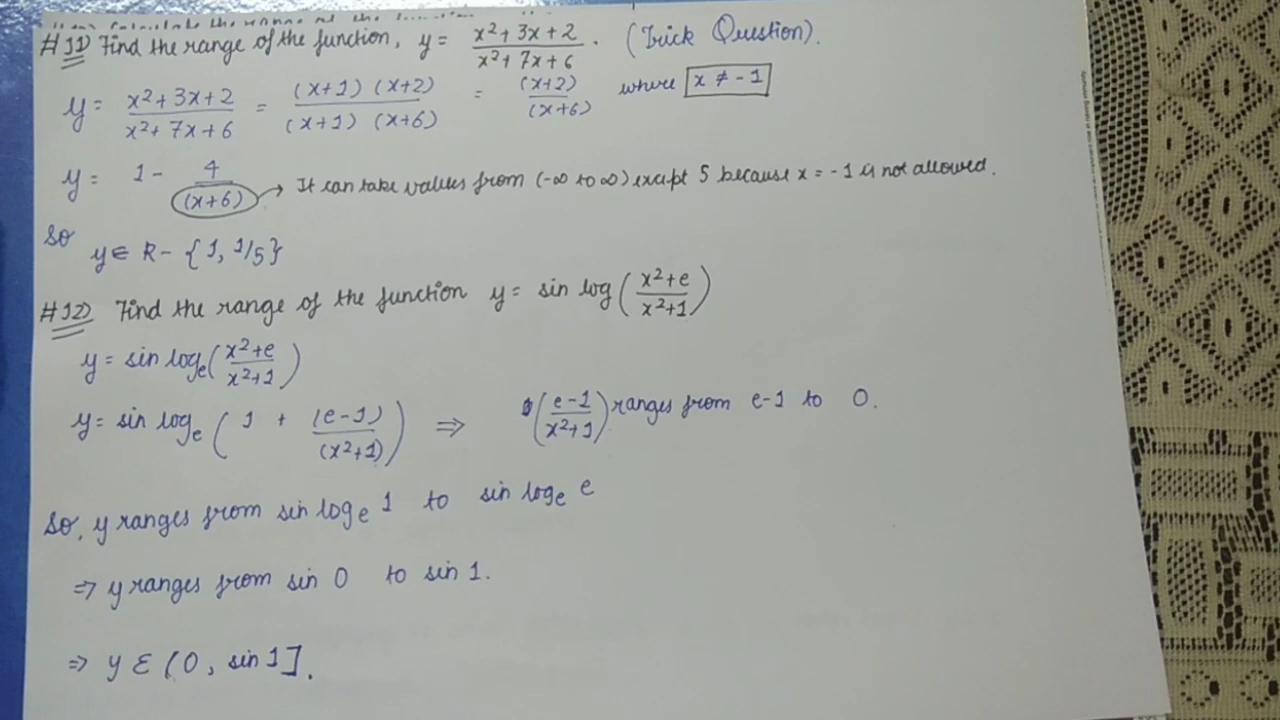 #11) Find the range of the function, y = x²+3x+2 / x²+7x+6 . (Trick Question).
y = x²+3x+2 / x²+7x+6 = (x+1) (x+2) / (x+1) (x+6) = (x+2) / (x+6) where x ≠ -1
y = 1 - 4 / (x+6) → It can take values from (-∞ to ∞) except 5 because x = -1 is not allowed.
So
y ∈ R - {1, 1/5}
#12) Find the range of the function y = sin log (x²+e / x²+1)
y = sin logₑ (x²+e / x²+1)
y = sin logₑ (1 + (e-1) / (x²+1)) ⇒ (e-1 / x²+1) ranges from e-1 to 0.
So, y ranges from sin logₑ 1 to sin logₑ e
⇒ y ranges from sin 0 to sin 1.
⇒ y Ɛ (0, sin 1].